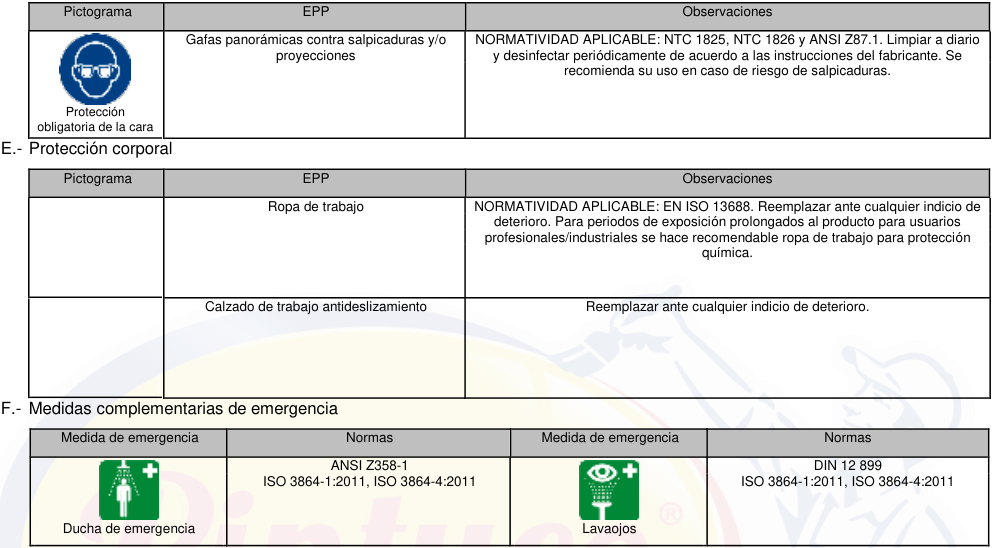 Pictograma EPP Observaciones
Gafas panorámicas contra salpicaduras y/o
proyecciones
NORMATIVIDAD APLICABLE: NTC 1825, NTC 1826 y ANSI Z87.1. Limpiar a diario
y desinfectar periódicamente de acuerdo a las instrucciones del fabricante. Se
recomienda su uso en caso de riesgo de salpicaduras.
Protección
obligatoria de la cara
E.- Protección corporal
Pictograma EPP Observaciones
Ropa de trabajo
NORMATIVIDAD APLICABLE: EN ISO 13688. Reemplazar ante cualquier indicio de
deterioro. Para periodos de exposición prolongados al producto para usuarios
profesionales/industriales se hace recomendable ropa de trabajo para protección
química.
Calzado de trabajo antideslizamiento
Reemplazar ante cualquier indicio de deterioro.
F.- Medidas complementarias de emergencia
Medida de emergencia Normas Medida de emergencia Normas
Ducha de emergencia
ANSI Z358-1
ISO 3864-1:2011, ISO 3864-4:2011
Lavaojos
DIN 12 899
ISO 3864-1:2011, ISO 3864-4:2011